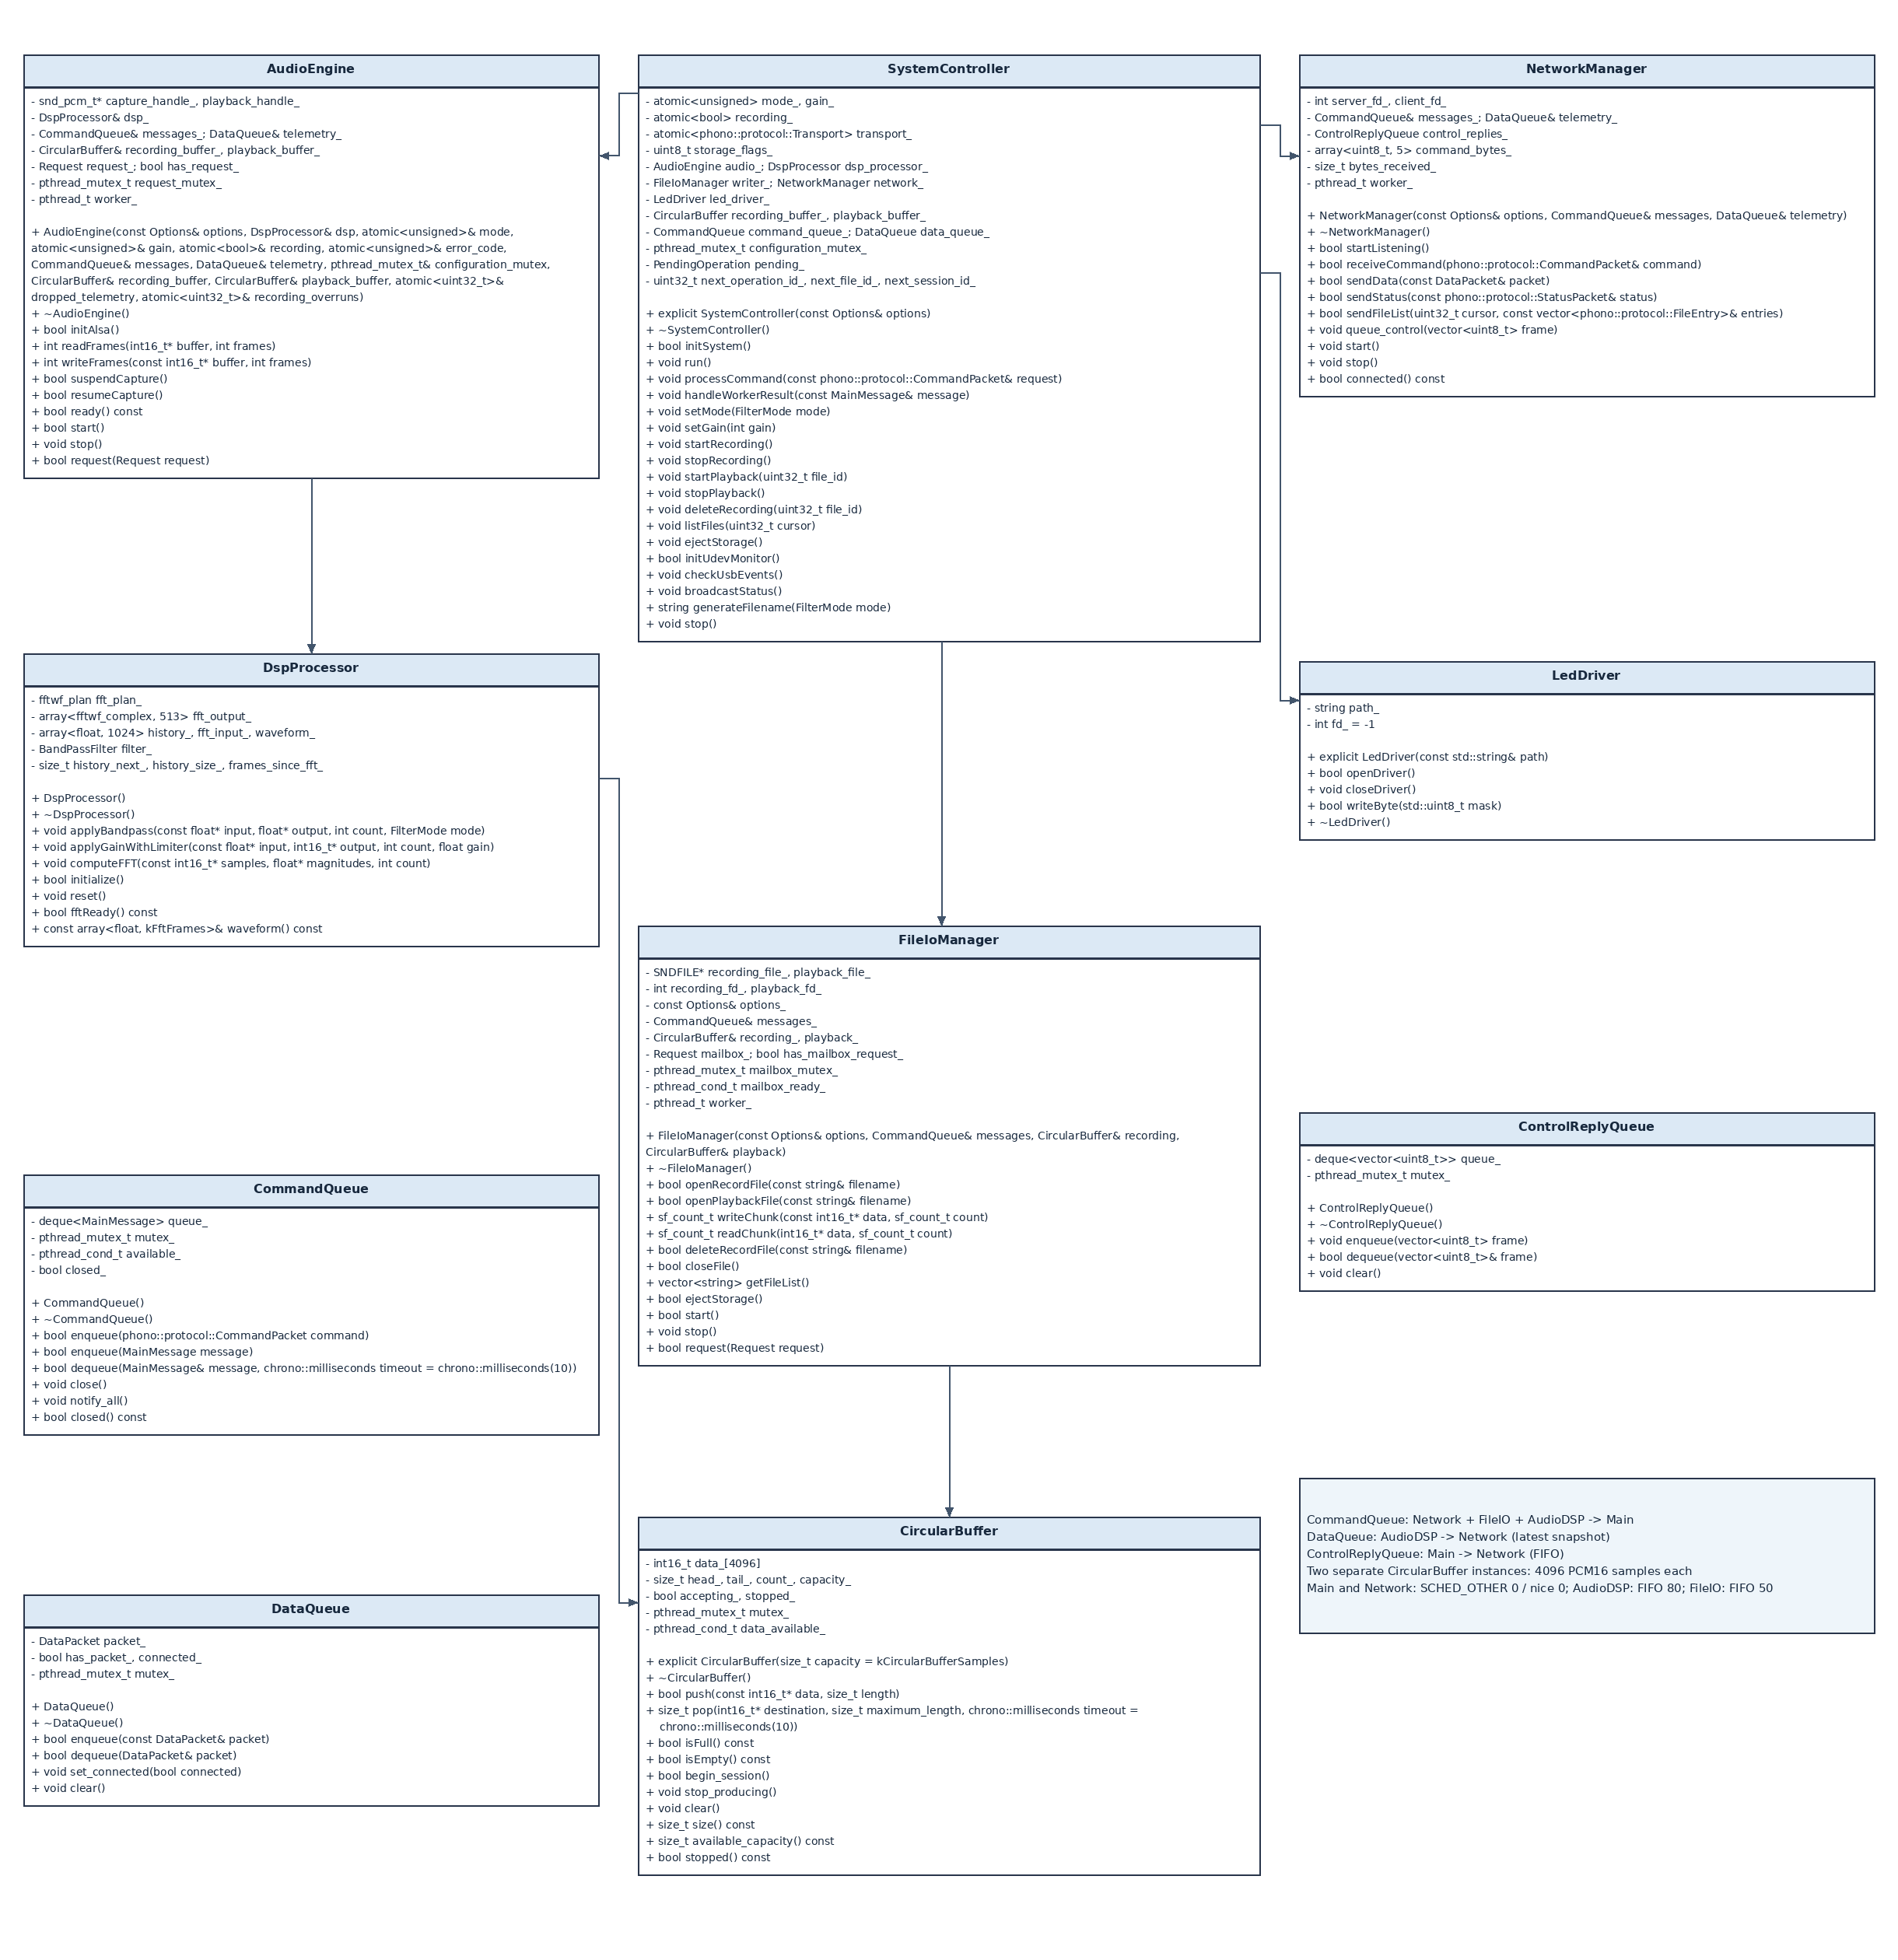 AudioEngine
- snd_pcm_t* capture_handle_, playback_handle_
- DspProcessor& dsp_
- CommandQueue& messages_; DataQueue& telemetry_
- CircularBuffer& recording_buffer_, playback_buffer_
- Request request_; bool has_request_
- pthread_mutex_t request_mutex_
- pthread_t worker_
+ AudioEngine(const Options& options, DspProcessor& dsp, atomic<unsigned>& mode,
atomic<unsigned>& gain, atomic<bool>& recording, atomic<unsigned>& error_code,
CommandQueue& messages, DataQueue& telemetry, pthread_mutex_t& configuration_mutex,
CircularBuffer& recording_buffer, CircularBuffer& playback_buffer, atomic<uint32_t>&
dropped_telemetry, atomic<uint32_t>& recording_overruns)
+ ~AudioEngine()
+ bool initAlsa()
+ int readFrames(int16_t* buffer, int frames)
+ int writeFrames(const int16_t* buffer, int frames)
+ bool suspendCapture()
+ bool resumeCapture()
+ bool ready() const
+ bool start()
+ void stop()
+ bool request(Request request)
SystemController
- atomic<unsigned> mode_, gain_
- atomic<bool> recording_
- atomic<phono::protocol::Transport> transport_
- uint8_t storage_flags_
- AudioEngine audio_; DspProcessor dsp_processor_
- FileIoManager writer_; NetworkManager network_
- LedDriver led_driver_
- CircularBuffer recording_buffer_, playback_buffer_
- CommandQueue command_queue_; DataQueue data_queue_
- pthread_mutex_t configuration_mutex_
- PendingOperation pending_
- uint32_t next_operation_id_, next_file_id_, next_session_id_
+ explicit SystemController(const Options& options)
+ ~SystemController()
+ bool initSystem()
+ void run()
+ void processCommand(const phono::protocol::CommandPacket& request)
+ void handleWorkerResult(const MainMessage& message)
+ void setMode(FilterMode mode)
+ void setGain(int gain)
+ void startRecording()
+ void stopRecording()
+ void startPlayback(uint32_t file_id)
+ void stopPlayback()
+ void deleteRecording(uint32_t file_id)
+ void listFiles(uint32_t cursor)
+ void ejectStorage()
+ bool initUdevMonitor()
+ void checkUsbEvents()
+ void broadcastStatus()
+ string generateFilename(FilterMode mode)
+ void stop()
NetworkManager
- int server_fd_, client_fd_
- CommandQueue& messages_; DataQueue& telemetry_
- ControlReplyQueue control_replies_
- array<uint8_t, 5> command_bytes_
- size_t bytes_received_
- pthread_t worker_
+ NetworkManager(const Options& options, CommandQueue& messages, DataQueue& telemetry)
+ ~NetworkManager()
+ bool startListening()
+ bool receiveCommand(phono::protocol::CommandPacket& command)
+ bool sendData(const DataPacket& packet)
+ bool sendStatus(const phono::protocol::StatusPacket& status)
+ bool sendFileList(uint32_t cursor, const vector<phono::protocol::FileEntry>& entries)
+ void queue_control(vector<uint8_t> frame)
+ void start()
+ void stop()
+ bool connected() const
DspProcessor
- fftwf_plan fft_plan_
- array<fftwf_complex, 513> fft_output_
- array<float, 1024> history_, fft_input_, waveform_
- BandPassFilter filter_
- size_t history_next_, history_size_, frames_since_fft_
+ DspProcessor()
+ ~DspProcessor()
+ void applyBandpass(const float* input, float* output, int count, FilterMode mode)
+ void applyGainWithLimiter(const float* input, int16_t* output, int count, float gain)
+ void computeFFT(const int16_t* samples, float* magnitudes, int count)
+ bool initialize()
+ void reset()
+ bool fftReady() const
+ const array<float, kFftFrames>& waveform() const
LedDriver
- string path_
- int fd_ = -1
+ explicit LedDriver(const std::string& path)
+ bool openDriver()
+ void closeDriver()
+ bool writeByte(std::uint8_t mask)
+ ~LedDriver()
FileIoManager
- SNDFILE* recording_file_, playback_file_
- int recording_fd_, playback_fd_
- const Options& options_
- CommandQueue& messages_
- CircularBuffer& recording_, playback_
- Request mailbox_; bool has_mailbox_request_
- pthread_mutex_t mailbox_mutex_
- pthread_cond_t mailbox_ready_
- pthread_t worker_
+ FileIoManager(const Options& options, CommandQueue& messages, CircularBuffer& recording,
CircularBuffer& playback)
+ ~FileIoManager()
+ bool openRecordFile(const string& filename)
+ bool openPlaybackFile(const string& filename)
+ sf_count_t writeChunk(const int16_t* data, sf_count_t count)
+ sf_count_t readChunk(int16_t* data, sf_count_t count)
+ bool deleteRecordFile(const string& filename)
+ bool closeFile()
+ vector<string> getFileList()
+ bool ejectStorage()
+ bool start()
+ void stop()
+ bool request(Request request)
ControlReplyQueue
- deque<vector<uint8_t>> queue_
- pthread_mutex_t mutex_
+ ControlReplyQueue()
+ ~ControlReplyQueue()
+ void enqueue(vector<uint8_t> frame)
+ bool dequeue(vector<uint8_t>& frame)
+ void clear()
CommandQueue
- deque<MainMessage> queue_
- pthread_mutex_t mutex_
- pthread_cond_t available_
- bool closed_
+ CommandQueue()
+ ~CommandQueue()
+ bool enqueue(phono::protocol::CommandPacket command)
+ bool enqueue(MainMessage message)
+ bool dequeue(MainMessage& message, chrono::milliseconds timeout = chrono::milliseconds(10))
+ void close()
+ void notify_all()
+ bool closed() const
CommandQueue: Network + FileIO + AudioDSP -> Main
DataQueue: AudioDSP -> Network (latest snapshot)
ControlReplyQueue: Main -> Network (FIFO)
Two separate CircularBuffer instances: 4096 PCM16 samples each
Main and Network: SCHED_OTHER 0 / nice 0; AudioDSP: FIFO 80; FileIO: FIFO 50
CircularBuffer
- int16_t data_[4096]
- size_t head_, tail_, count_, capacity_
- bool accepting_, stopped_
- pthread_mutex_t mutex_
- pthread_cond_t data_available_
+ explicit CircularBuffer(size_t capacity = kCircularBufferSamples)
+ ~CircularBuffer()
+ bool push(const int16_t* data, size_t length)
+ size_t pop(int16_t* destination, size_t maximum_length, chrono::milliseconds timeout =
chrono::milliseconds(10))
+ bool isFull() const
+ bool isEmpty() const
+ bool begin_session()
+ void stop_producing()
+ void clear()
+ size_t size() const
+ size_t available_capacity() const
+ bool stopped() const
DataQueue
- DataPacket packet_
- bool has_packet_, connected_
- pthread_mutex_t mutex_
+ DataQueue()
+ ~DataQueue()
+ bool enqueue(const DataPacket& packet)
+ bool dequeue(DataPacket& packet)
+ void set_connected(bool connected)
+ void clear()